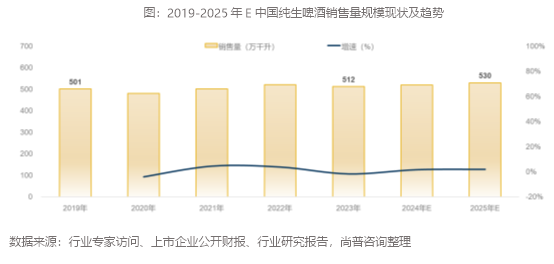 图：2019-2025 年 E 中国纯生啤酒销售量规模现状及趋势
销售量（万千升） 增速（%）
700 100%
600 80%
500 60%
400 40%
300 20%
200 0%
100 -20%
0
501 512 530
2019年 2020年 2021年 2022年 2023年 2024年E 2025年E
数据来源：行业专家访问、上市企业公开财报、行业研究报告，尚普咨询整理